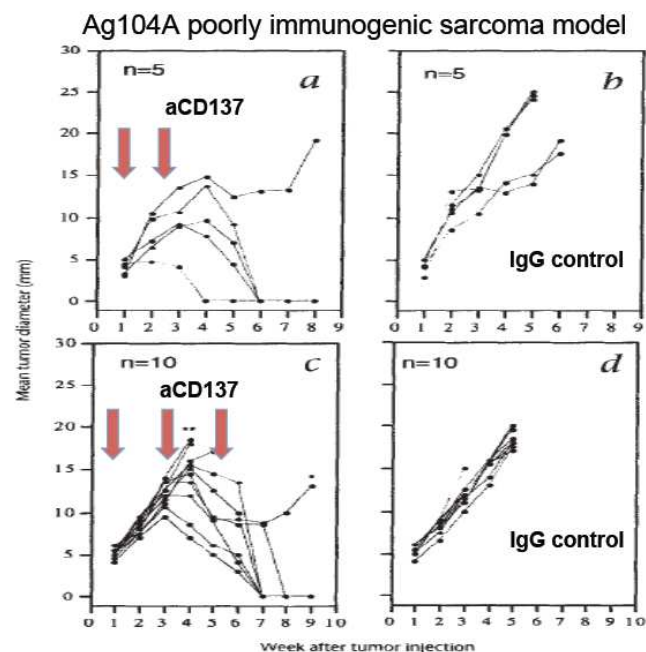 Ag104A poorly immunogenic sarcoma model
Mean tumor diameter (mm)
n=5
a
aCD137
30
25
20
15
10
5
0
0 1 2 3 4 5 6 7 8 9
n=5
b
IgG control
0 1 2 3 4 5 6 7 8 9
n=10
c
aCD137
**
*
30
25
20
15
10
5
0
0 1 2 3 4 5 6 7 8 9 10
n=10
d
IgG control
0 1 2 3 4 5 6 7 8 9 10
Week after tumor injection